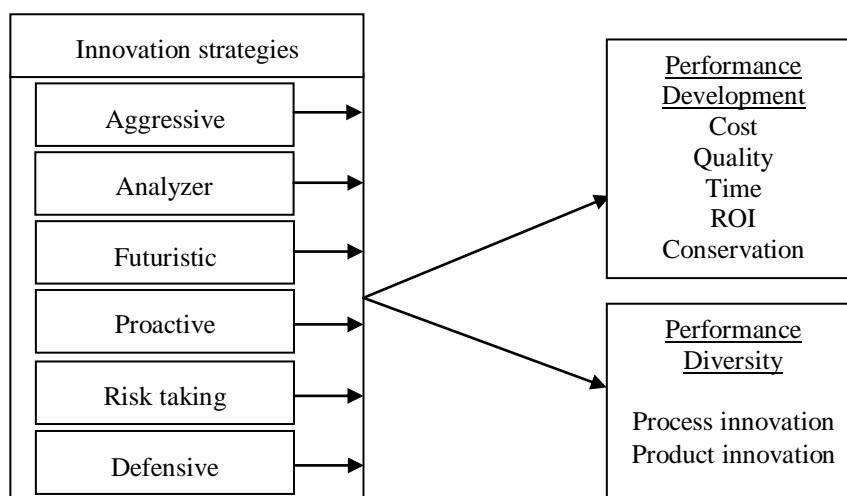 Innovation strategies
Aggressive
Analyzer
Futuristic
Proactive
Risk taking
Defensive
Performance
Development
Cost
Quality
Time
ROI
Conservation
Performance
Diversity
Process innovation
Product innovation